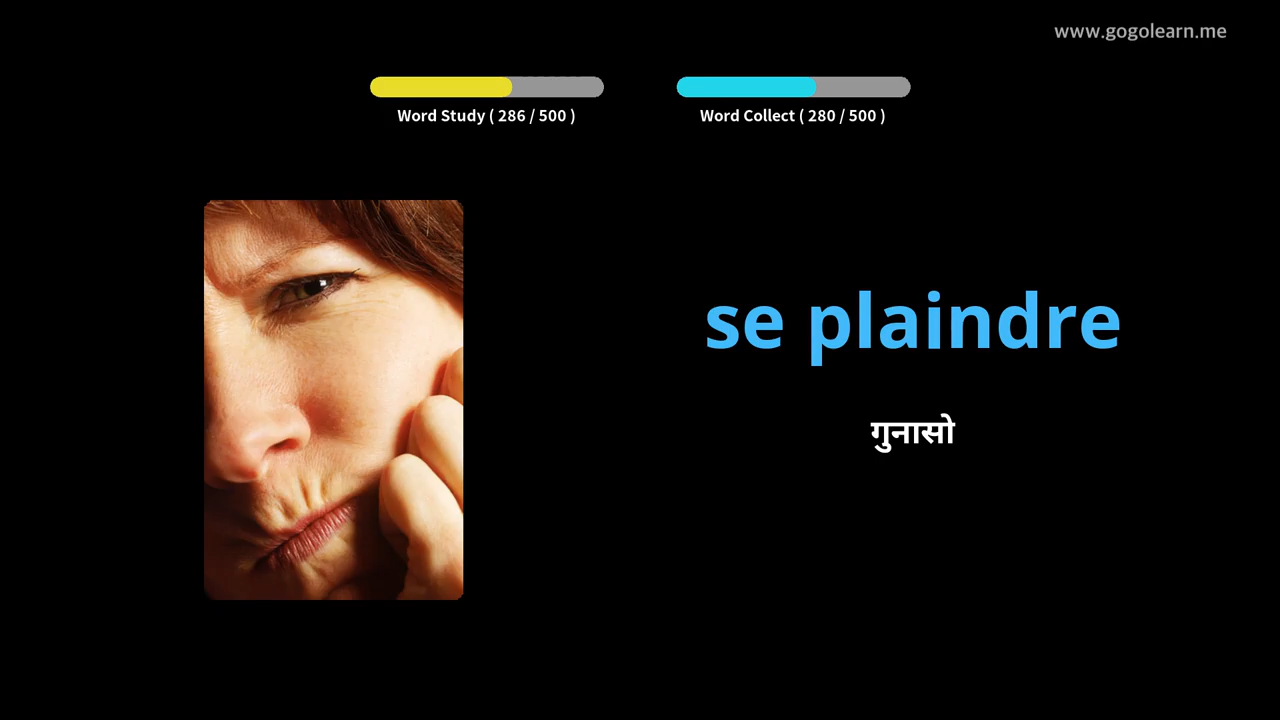 www.gogolearn.me
Word Study ( 286 / 500 )
Word Collect ( 280 / 500 )
se plaindre
गुनासो